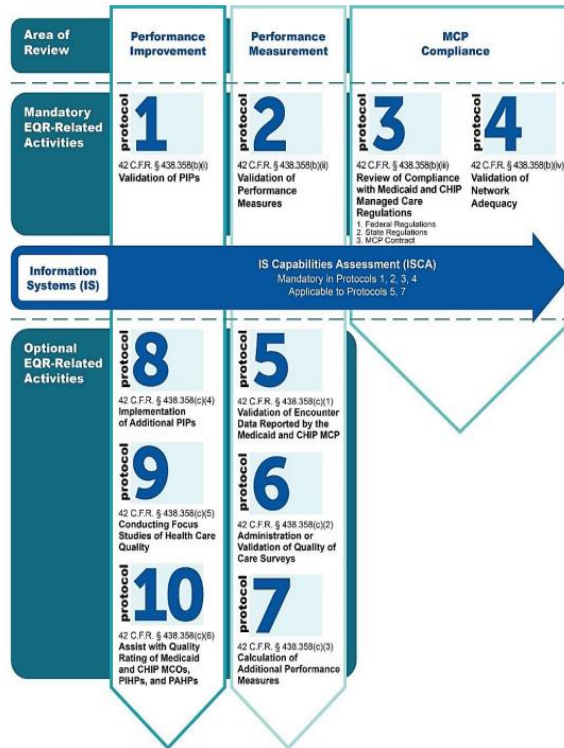 Area of
Review
Performance
Improvement
Performance
Measurement
MCP
Compliance
Mandatory
EQR-Related
Activities
protocol
1
42 C.F.R. § 438.358(b)(i)
Validation of PIPs
protocol
2
42 C.F.R. § 438.358(b)(ii)
Validation of
Performance
Measures
protocol
3
42 C.F.R. § 438.358(b)(iii)
Review of Compliance
with Medicaid and CHIP
Managed Care
Regulations
1. Federal Regulations
2. State Regulations
3. MCP Contract
protocol
4
42 C.F.R. § 438.358(b)(iv)
Validation of
Network
Adequacy
Information
Systems (IS)
IS Capabilities Assessment (ISCA)
Mandatory in Protocols 1, 2, 3, 4
Applicable to Protocols 5, 7
Optional
EQR-Related
Activities
protocol
8
42 C.F.R. § 438.358(c)(4)
Implementation
of Additional PIPs
protocol
5
42 C.F.R. § 438.358(c)(1)
Validation of Encounter
Data Reported by the
Medicaid and CHIP MCP
protocol
9
42 C.F.R. § 438.358(c)(5)
Conducting Focus
Studies of Health Care
Quality
protocol
6
42 C.F.R. § 438.358(c)(2)
Administration or
Validation of Quality of
Care Surveys
protocol
10
42 C.F.R. § 438.358(c)(6)
Assist with Quality
Rating of Medicaid
and CHIP MCOs,
PIHPs, and PAHPs
protocol
7
42 C.F.R. § 438.358(c)(3)
Calculation of
Additional Performance
Measures